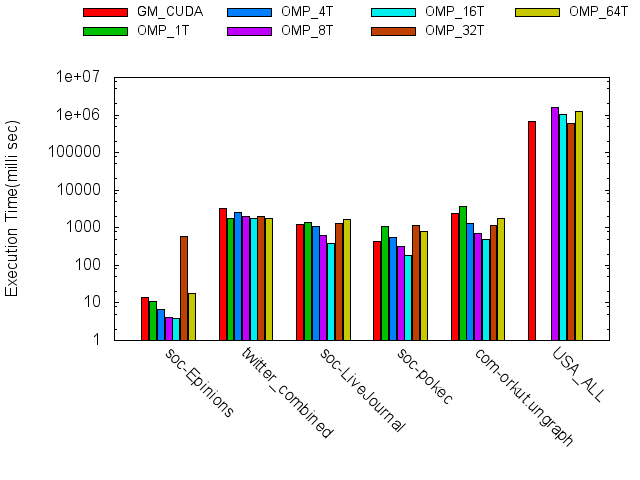 GM_CUDA OMP_4T OMP_16T OMP_64T
OMP_1T OMP_8T OMP_32T
1e+07
1e+06
100000
10000
1000
100
10
1
Execution Time(milli sec)
soc-Epinions
twitter_combined
soc-LiveJournal
soc-pokec
com-orkut.ungraph
USA_ALL